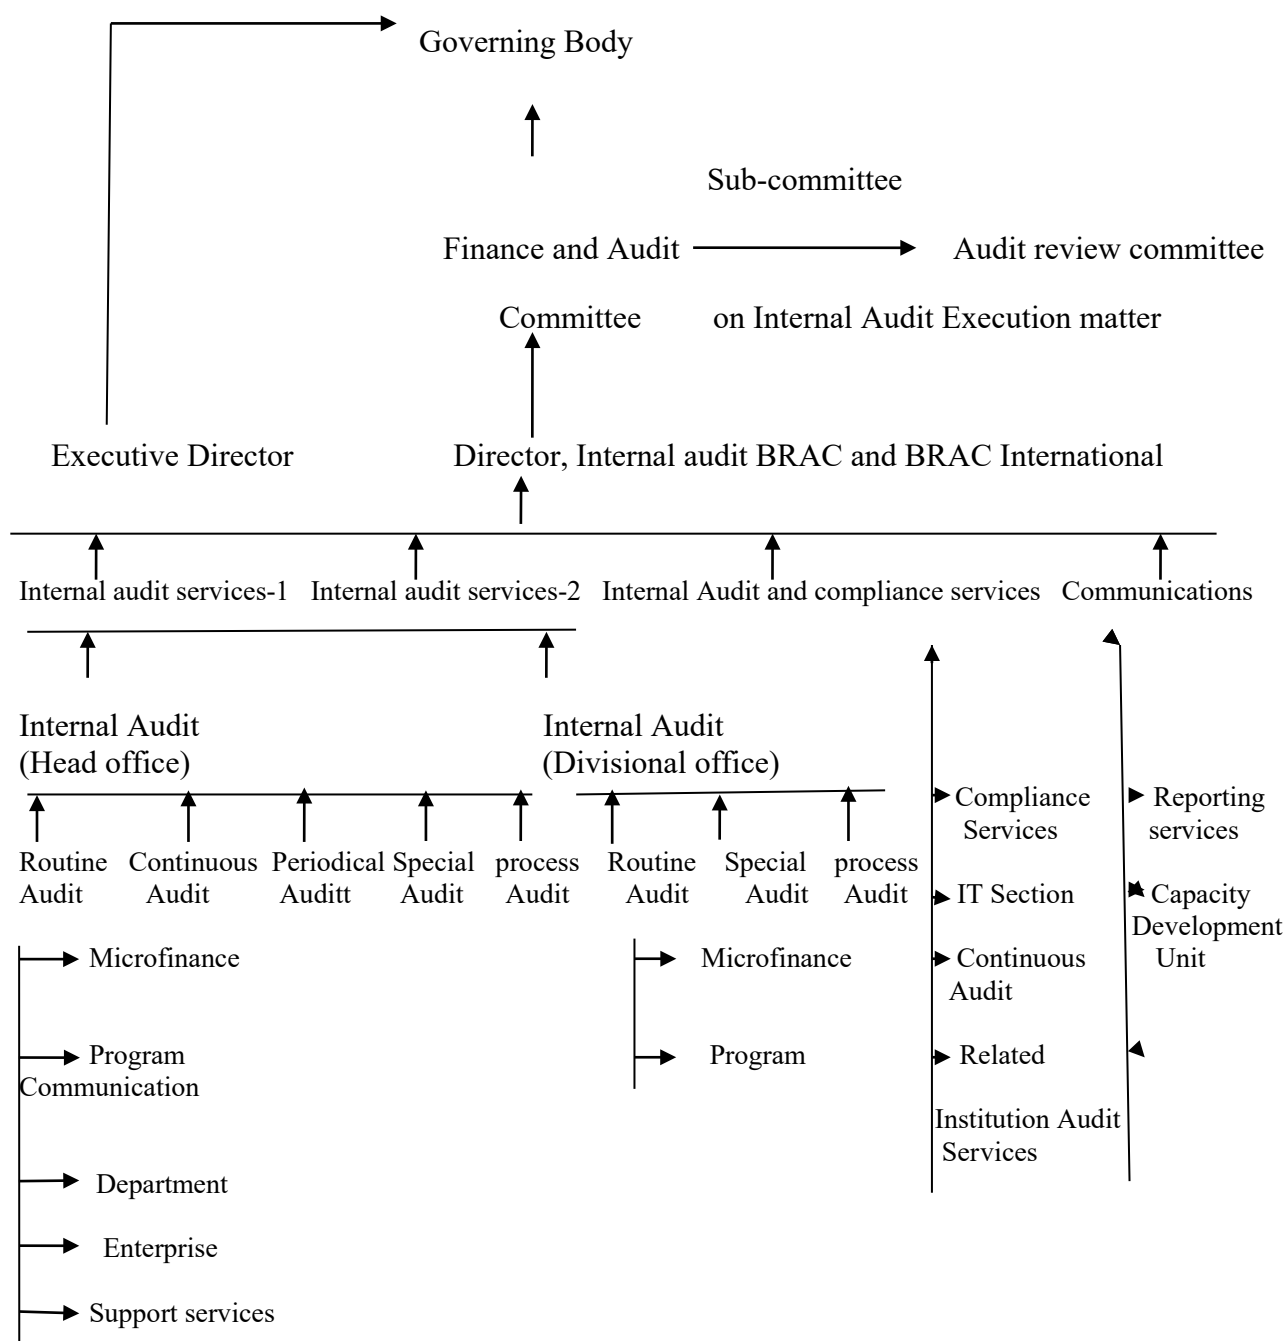 Governing Body
Sub-committee
Finance and Audit Audit review committee
Committee on Internal Audit Execution matter
Executive Director Director, Internal audit BRAC and BRAC International
Internal audit services-1 Internal audit services-2 Internal Audit and compliance services Communications
Internal Audit Internal Audit
(Head office) (Divisional office)
Compliance Reporting
Services services
Routine Continuous Periodical Special process Routine Special process
Audit Audit Auditt Audit Audit Audit Audit Audit
IT Section Capacity
Development
Microfinance Microfinance Continuous Unit
Audit
Program Program Related
Communication
Institution Audit
Services
Department
Enterprise
Support services